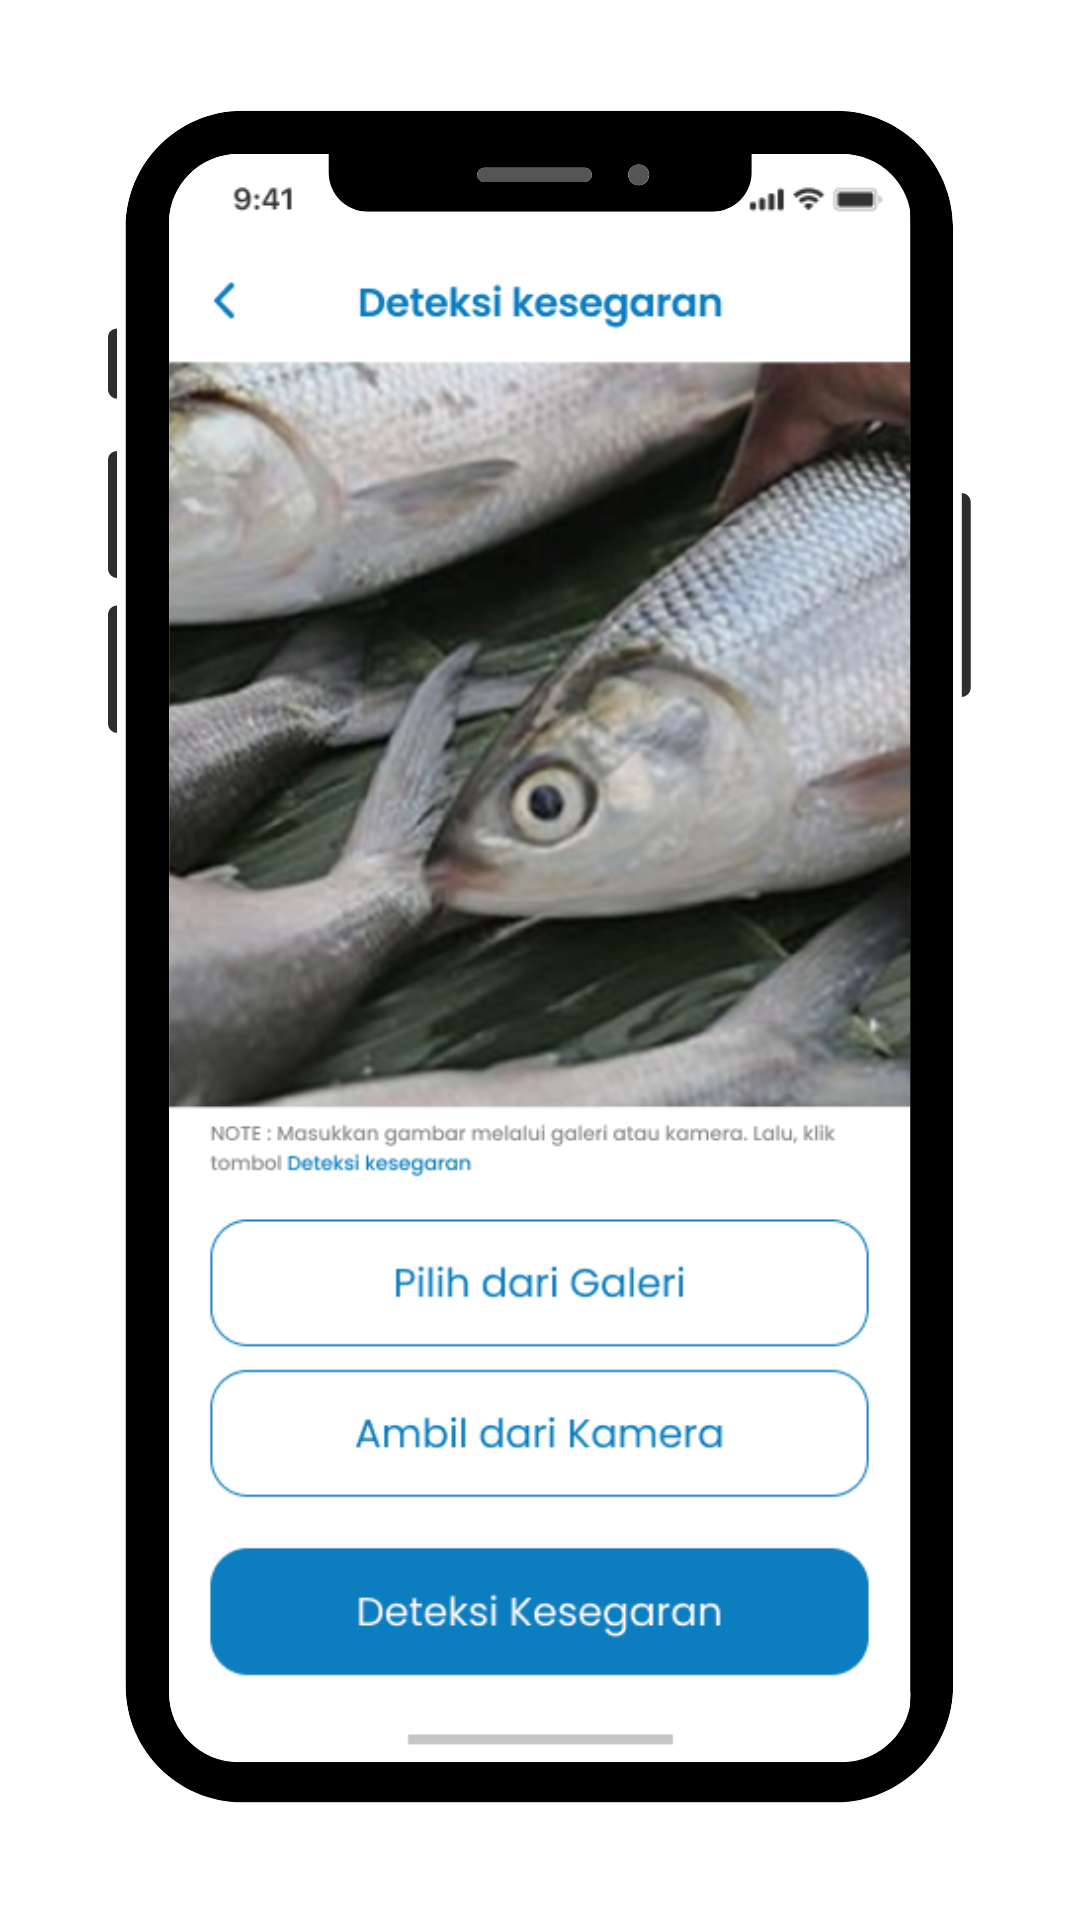 9:41
Deteksi kesegaran
NOTE : Masukkan gambar melalui galeri atau kamera. Lalu, klik
tombol Deteksi kesegaran
Pilih dari Galeri
Ambil dari Kamera
Deteksi Kesegaran